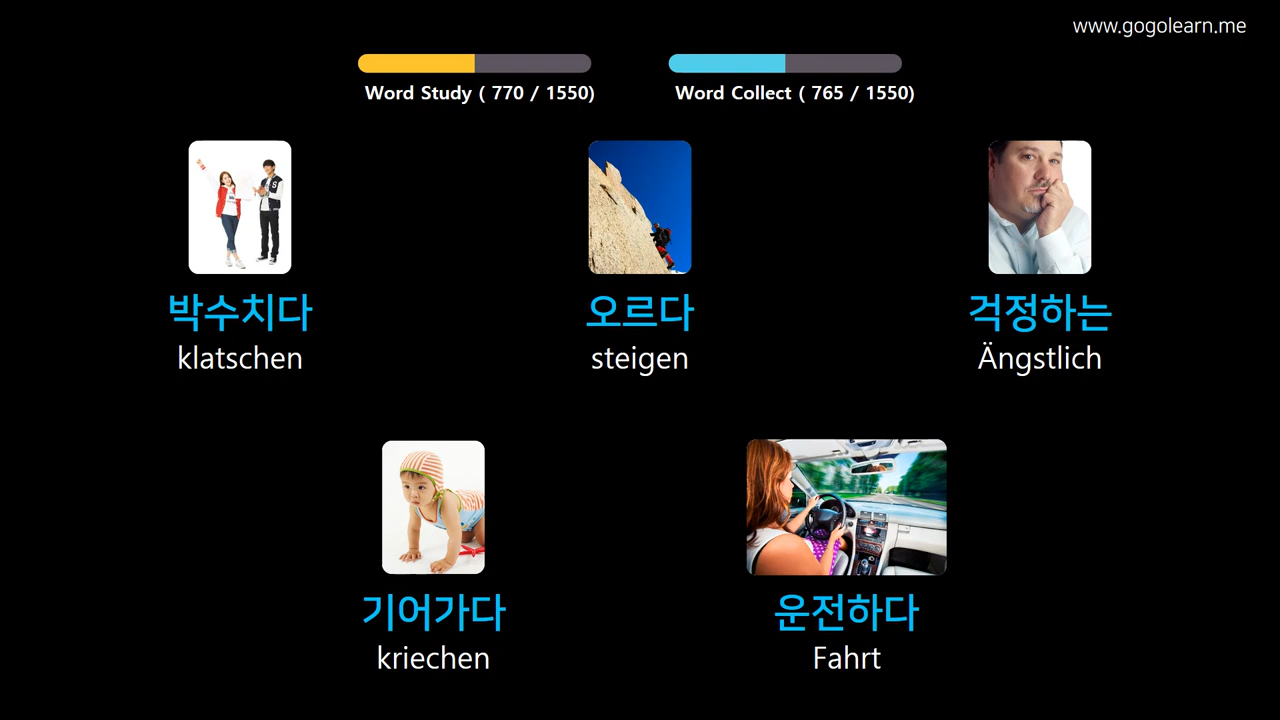 www.gogolearn.me
Word Study ( 770 / 1550)
Word Collect ( 765 / 1550)
박수치다
klatschen
오르다
steigen
걱정하는
Ängstlich
기어가다
kriechen
운전하다
Fahrt